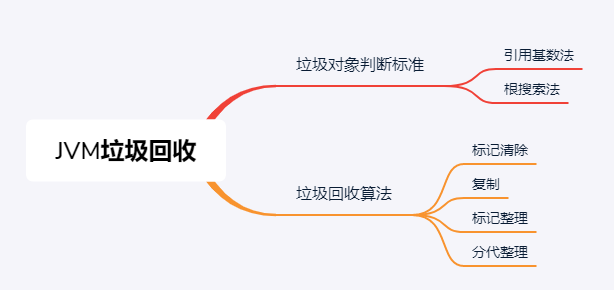 JVM垃圾回收
垃圾对象判断标准
引用基数法
根搜索法
垃圾回收算法
标记清除
复制
标记整理
分代整理